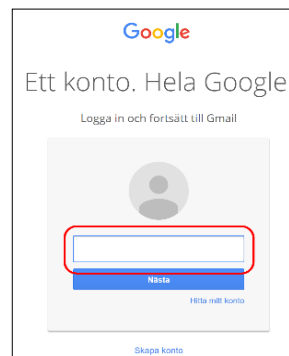 Google
Ett konto. Hela Google
Logga in och fortsätt till Gmail
Nästa
Hitta mitt konto
Skapa konto